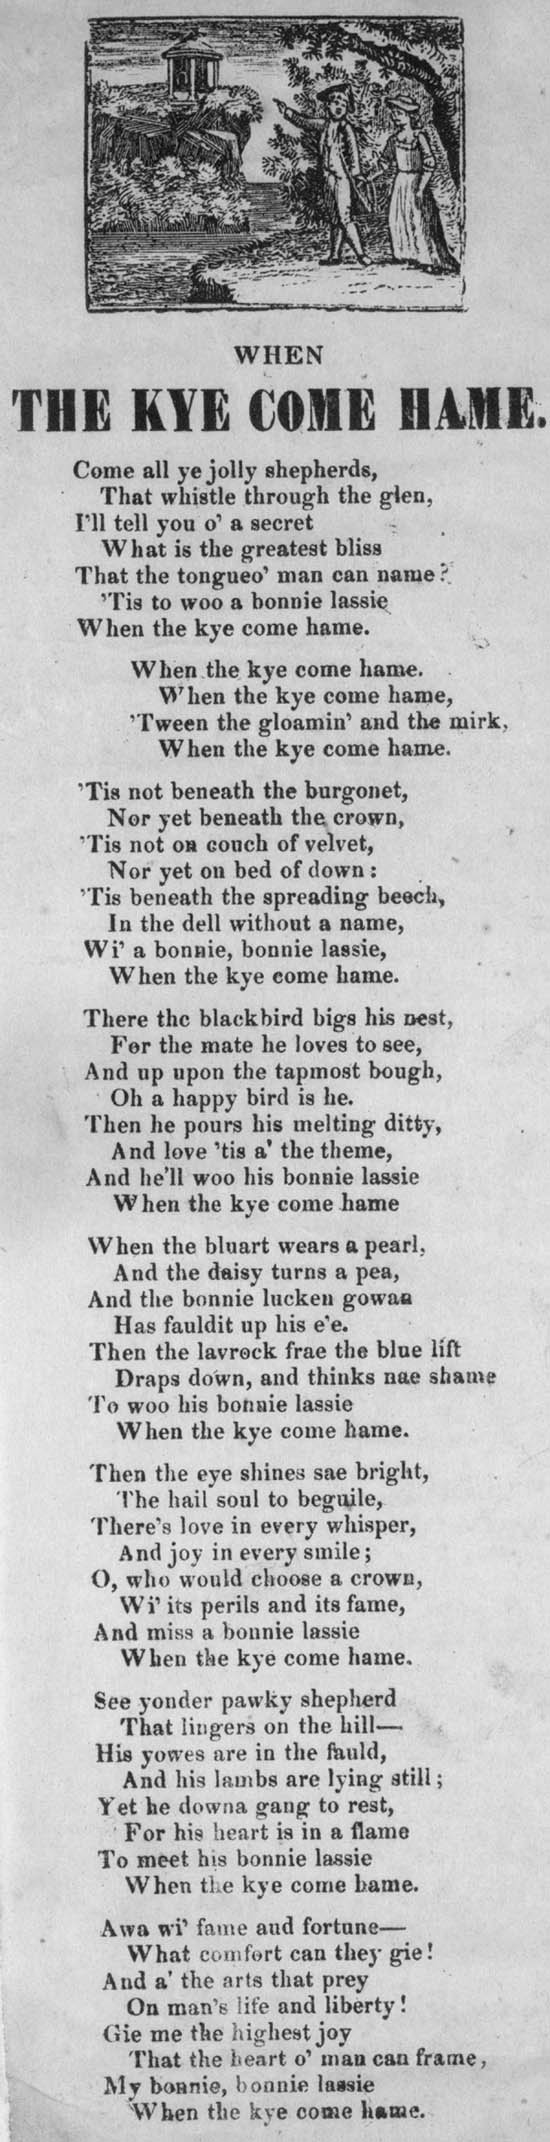 WHEN
THE KYE COME HAME.
Come all ye jolly shepherds,
That whistle through the glen,
I'll tell you o' a secret
What is the greatest bliss
That the tongueo' man can name?
'Tis to woo a bonnie lassie
When the kye come hame.
When the kye come hame.
When the kye come hame,
'Tween the gloamin' and the mirk,
When the kye come hame.
'Tis not beneath the burgonet,
Nor yet beneath the crown,
'Tis not on couch of velvet,
Nor yet on bed of down:
'Tis beneath the spreading beech,
In the dell without a name,
Wi' a bonnie, bonnie lassie,
When the kye come hame.
There the blackbird bigs his nest,
For the mate he loves to see,
And up upon the tapmost bough,
Oh a happy bird is he.
Then he pours his melting ditty,
And love 'tis a' the theme,
And he'll woo his bonnie lassie
When the kye come hame
When the bluart wears a pearl,
And the daisy turns a pea,
And the bonnie lucken gowan
Has fauldit up his e'e.
Then the lavrock frae the blue lift
Draps down, and thinks nae shame
To woo his bonnie lassie
When the kye come hame.
Then the eye shines sae bright,
The hail soul to beguile,
There's love in every whisper,
And joy in every smile;
O, who would choose a crown,
Wi' its perils and its fame,
And miss a bonnie lassie
When the kye come hame.
See yonder pawky shepherd
That lingers on the hill—
His yowes are in the fauld,
And his lambs are lying still;
Yet he downa gang to rest,
For his heart is in a flame
To meet his bonnie lassie
When the kye come hame.
Awa wi' fame and fortune—
What comfort can they gie!
And a' the arts that prey
On man's life and liberty!
Gie me the highest joy
That the heart o' man can frame,
My bonnie, bonnie lassie
When the kye come hame.